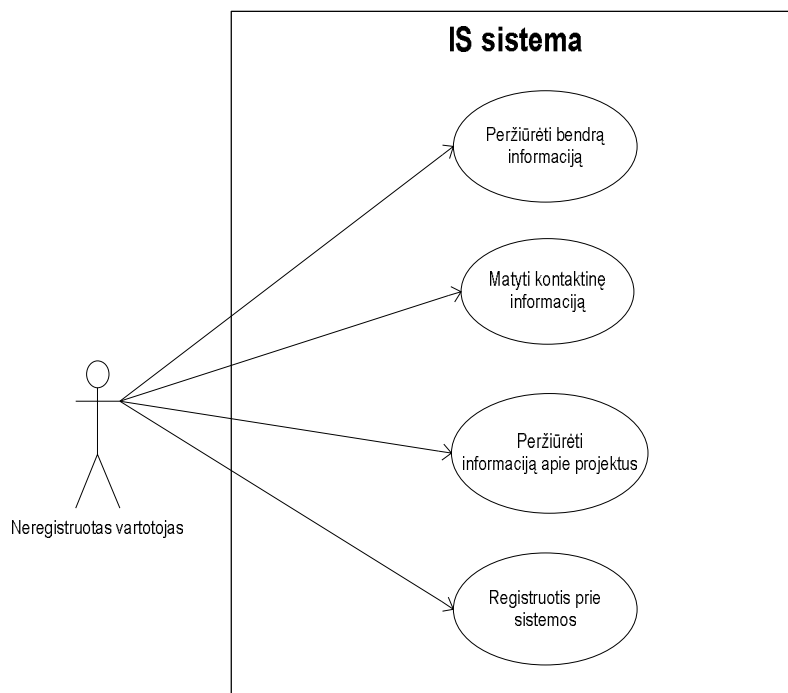 IS sistema
Peržiūrėti bendrą
informaciją
Matyti kontaktinę
informaciją
Peržiūrėti
informaciją apie projektus
Neregistruotas vartotojas
Registruotis prie
sistemos